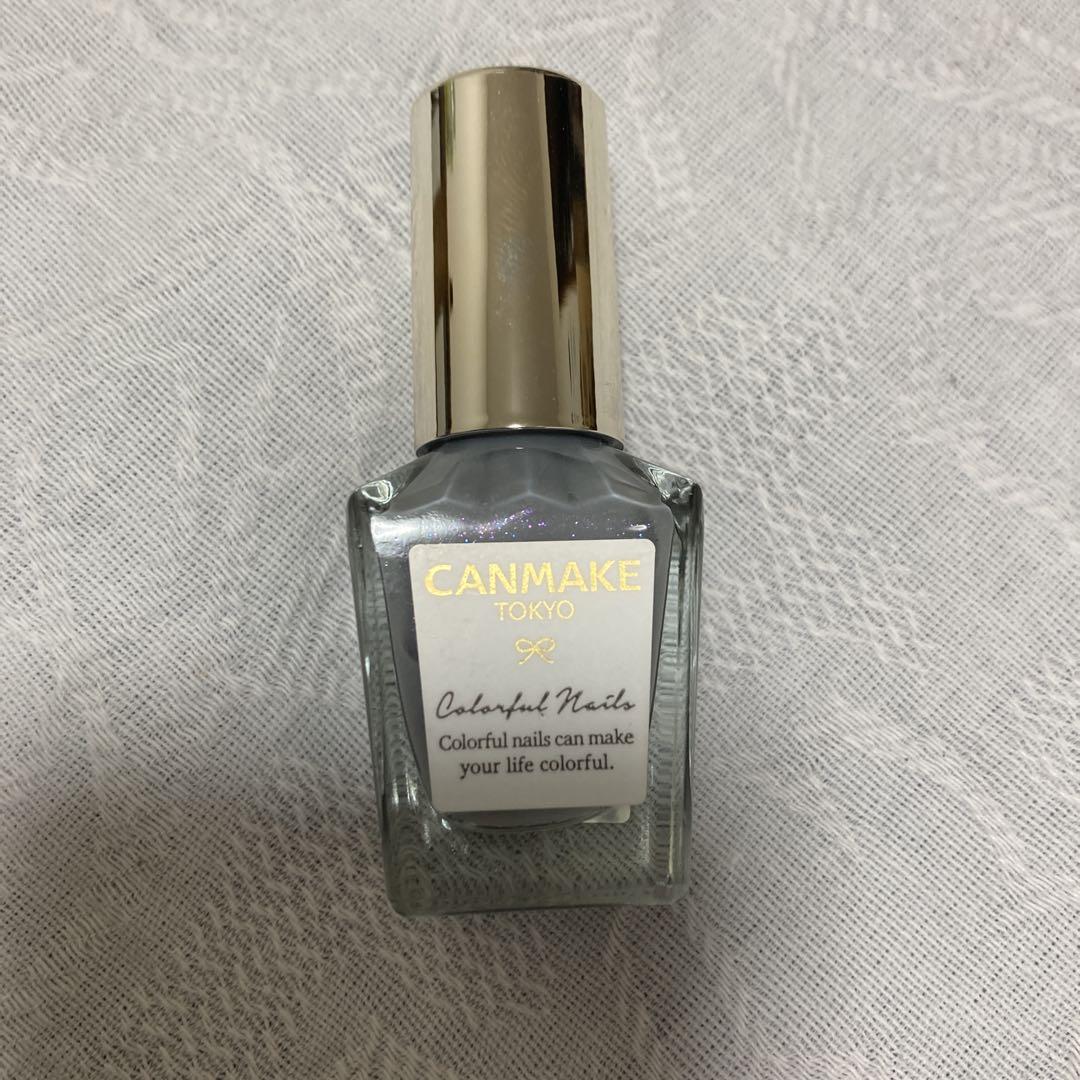 CANMAKE
TOKYO
Colorful Nails
Colorful nails can make
your life colorful.